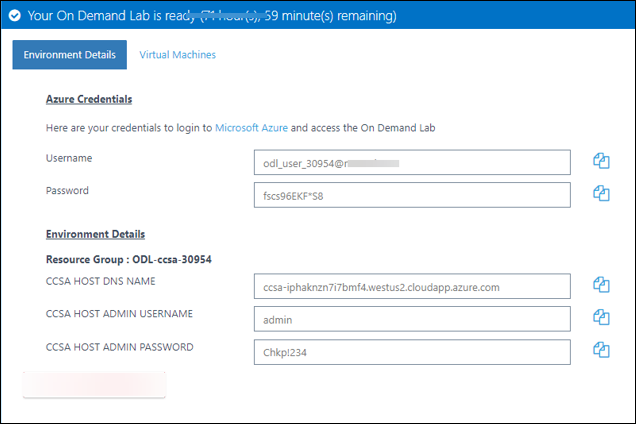 Your On Demand Lab is ready (71 hour(s), 59 minute(s) remaining)
Environment Details Virtual Machines
Azure Credentials
Here are your credentials to login to Microsoft Azure and access the On Demand Lab
Username odl_user_30954@
Password fscs96EKF*S8
Environment Details
Resource Group : ODL-ccsa-30954
CCSA HOST DNS NAME ccsa-iphaknzn7i7bmf4.westus2.cloudapp.azure.com
CCSA HOST ADMIN USERNAME admin
CCSA HOST ADMIN PASSWORD Chkp!234